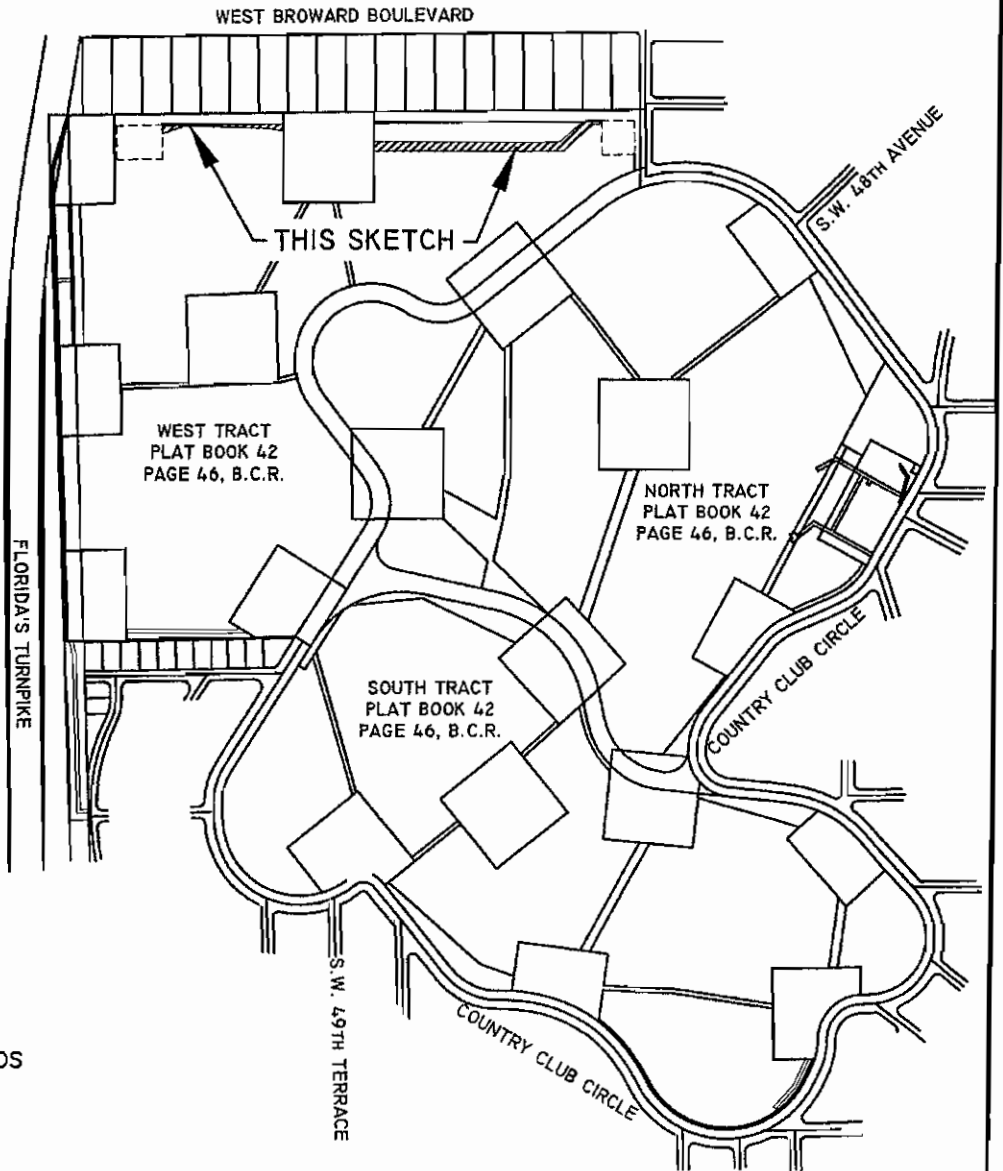 WEST BROWARD BOULEVARD
S.W. 48TH AVENUE
THIS SKETCH
WEST TRACT
PLAT BOOK 42
PAGE 46, B.C.R.
NORTH TRACT
PLAT BOOK 42
PAGE 46, B.C.R.
FLORIDA'S TURNPIKE
COUNTRY CLUB CIRCLE
SOUTH TRACT
PLAT BOOK 42
PAGE 46, B.C.R.
S.W. 49TH TERRACE
COUNTRY CLUB CIRCLE